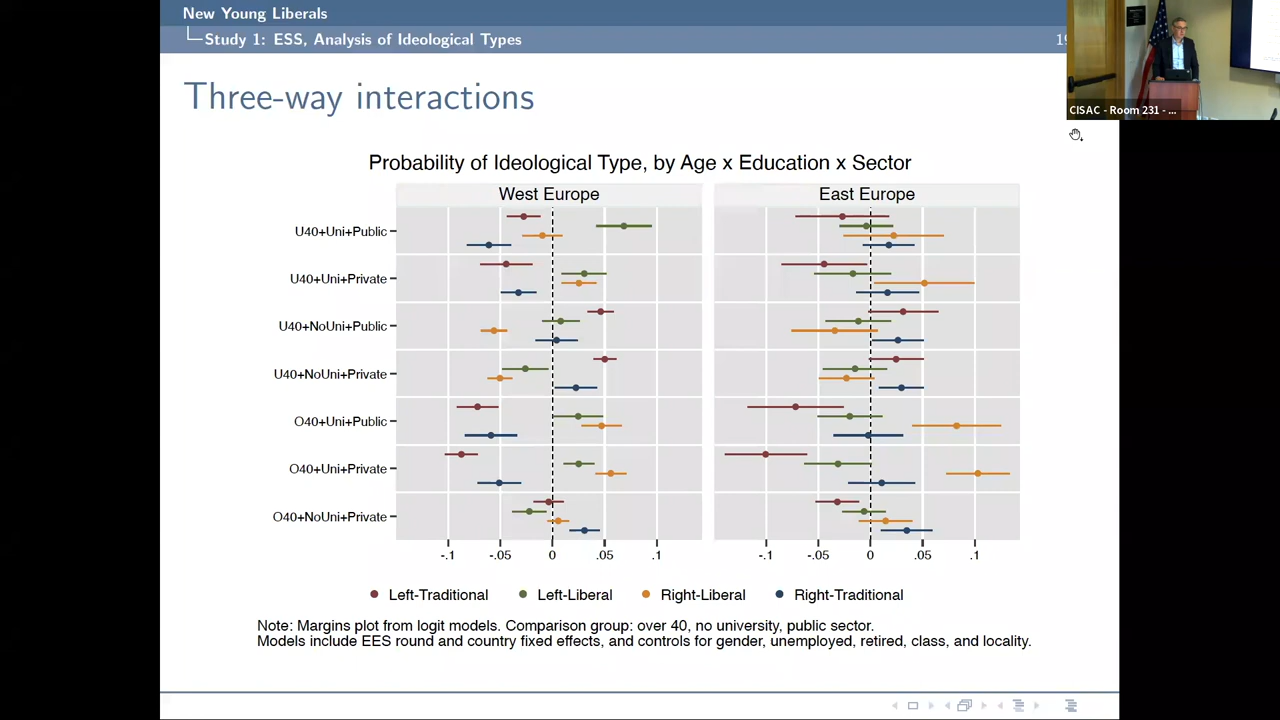 New Young Liberals
Study 1: ESS, Analysis of Ideological Types
CISAC - Room 231 - ...
Three-way interactions
Probability of Ideological Type, by Age x Education x Sector
West Europe
East Europe
U40+Uni+Public
U40+Uni+Private
U40+NoUni+Public
U40+NoUni+Private
O40+Uni+Public
O40+Uni+Private
O40+NoUni+Private
-.1 -.05 0 .05 .1
-.1 -.05 0 .05 .1
Left-Traditional Left-Liberal Right-Liberal Right-Traditional
Note: Margins plot from logit models. Comparison group: over 40, no university, public sector.
Models include EES round and country fixed effects, and controls for gender, unemployed, retired, class, and locality.